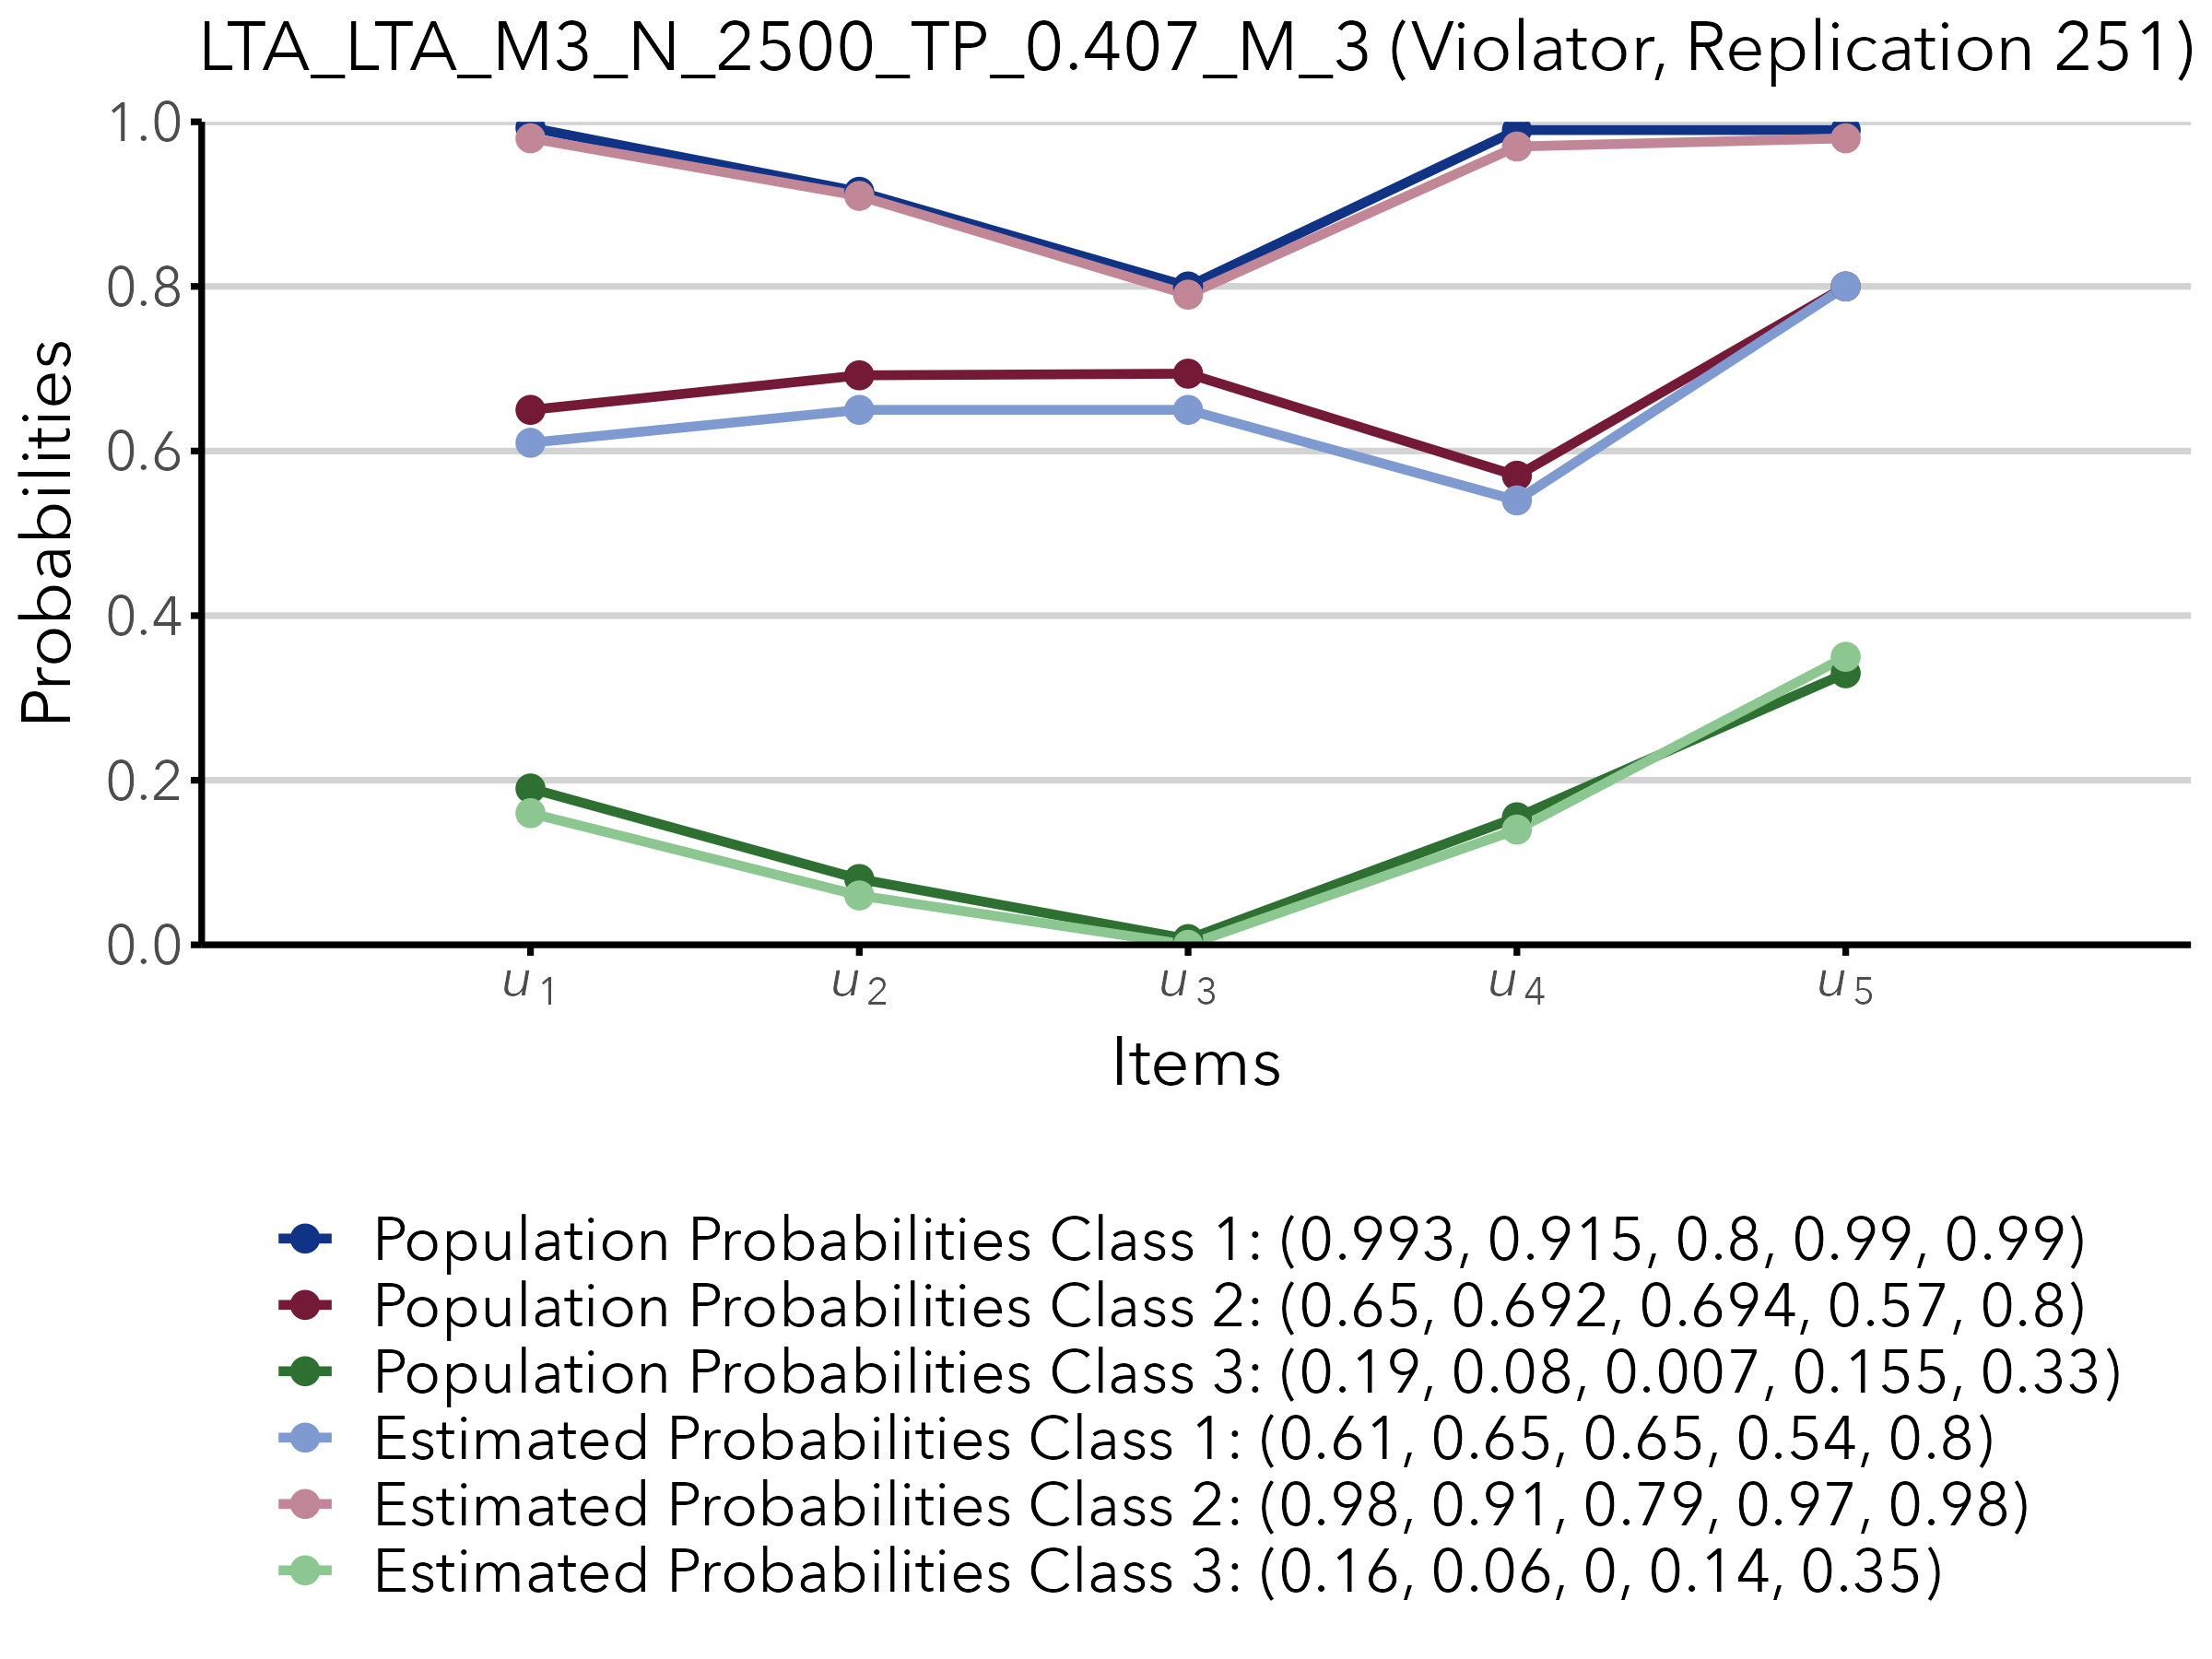 LTA_LTA_M3_N_2500_TP_0.407_M_3 (Violator, Replication 251)
1.0
0.8
0.6
0.4
0.2
0.0
Probabilities
u1 u2 u3 u4 u5
Items
Population Probabilities Class 1: (0.993, 0.915, 0.8, 0.99, 0.99)
Population Probabilities Class 2: (0.65, 0.692, 0.694, 0.57, 0.8)
Population Probabilities Class 3: (0.19, 0.08, 0.007, 0.155, 0.33)
Estimated Probabilities Class 1: (0.61, 0.65, 0.65, 0.54, 0.8)
Estimated Probabilities Class 2: (0.98, 0.91, 0.79, 0.97, 0.98)
Estimated Probabilities Class 3: (0.16, 0.06, 0, 0.14, 0.35)